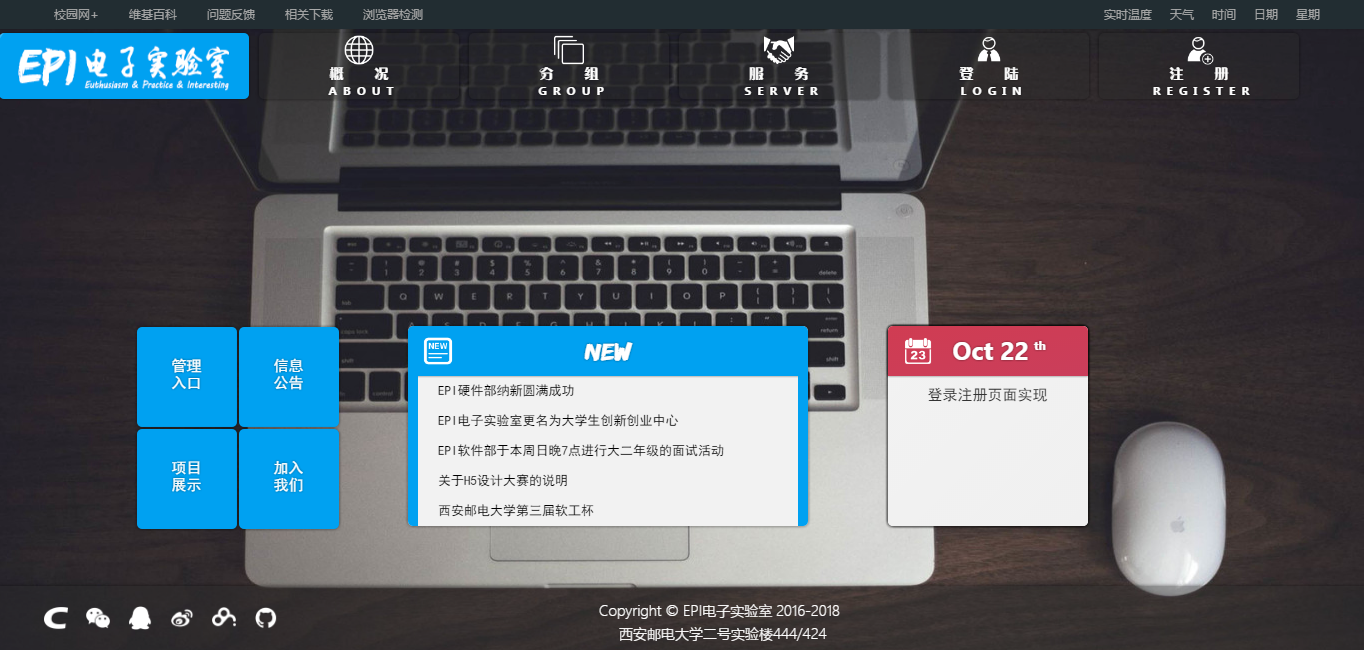 校园网+ 维基百科 问题反馈 相关下载 浏览器检测 实时温度 天气 时间 日期 星期
EPI电子实验室
Euthusiasm & Practice & Interesting
概 况 分 组 服 务 登 陆 注 册
ABOUT GROUP SERVER LOGIN REGISTER
管理
入口
信息
公告
项目
展示
加入
我们
NEW NEW
EPI硬件部纳新圆满成功
EPI电子实验室更名为大学生创新创业中心
EPI软件部于本周日晚7点进行大二年级的面试活动
关于H5设计大赛的说明
西安邮电大学第三届软工杯
23 Oct 22 th
登录注册页面实现
Copyright © EPI电子实验室 2016-2018
西安邮电大学二号实验楼444/424